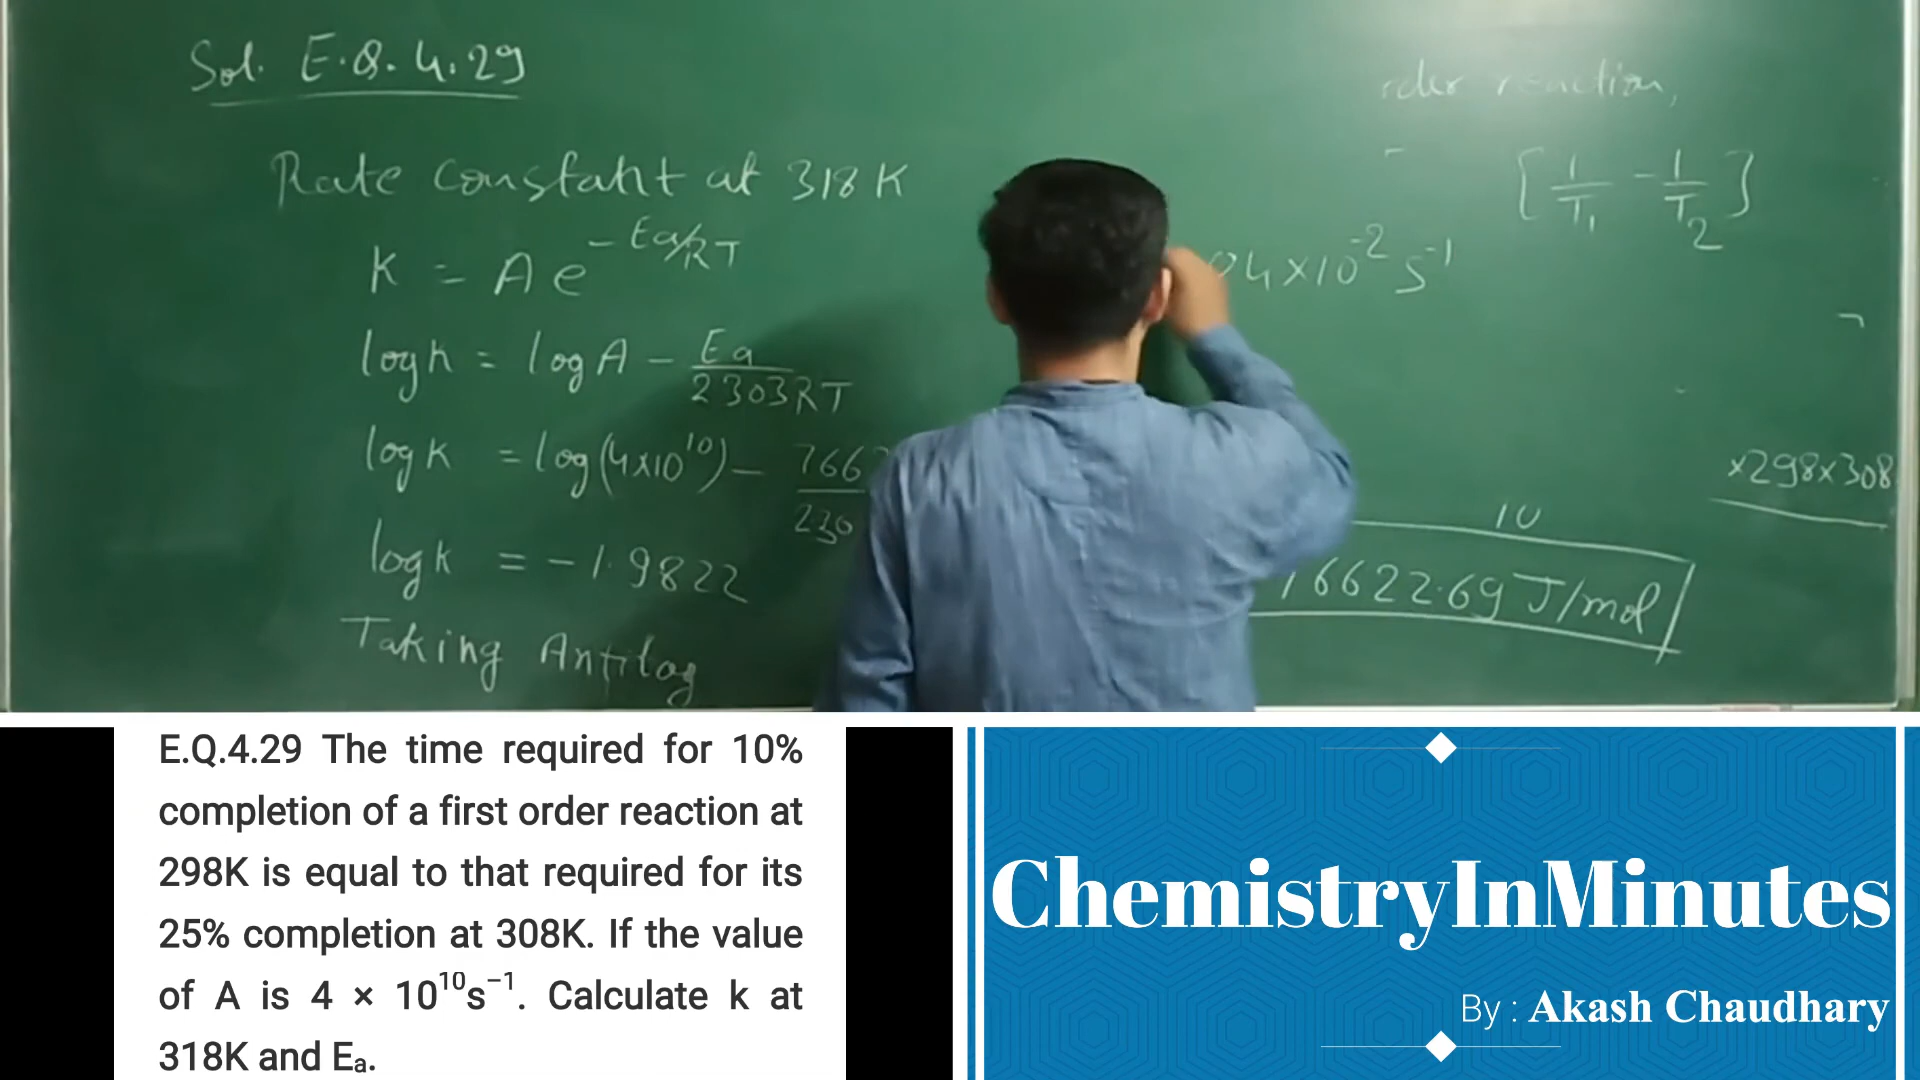 Sol. E.Q. 4.29
Rate constant at 318 K
K = A e^{-Ea/RT}
log k = log A - Ea / 2303RT
log K = log(4×10^{10}) - 766 / 230
log k = -1.9822
Taking Antilog
reaction,
[1/T₁ - 1/T₂]
04×10^{-2} s^{-1}
×298×308
10
6622.69 J/mol
E.Q.4.29 The time required for 10%
completion of a first order reaction at
298K is equal to that required for its
25% completion at 308K. If the value
of A is 4 × 10^{10}s^{−1}. Calculate k at
318K and Eₐ.
ChemistryInMinutes
By : Akash Chaudhary